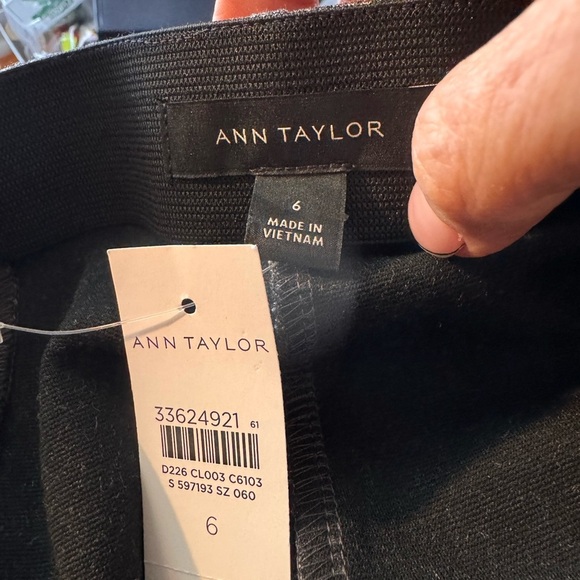 ANN TAYLOR
6
MADE IN
VIETNAM
ANN TAYLOR
33624921 61
D226 CL003 C6103
S 597193 SZ 060
6